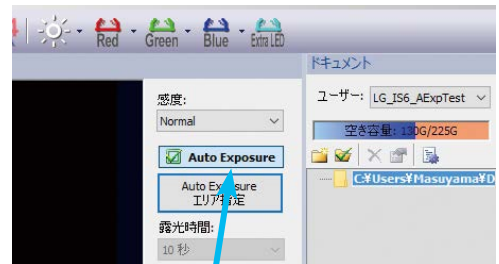 Red
Green
Blue
Extra LED
ドキュメント
感度:
Normal
Auto Exposure
Auto Exposure
エリア指定
露光時間:
10 秒
ユーザー:
LG_IS6_AExpTest
空き容量: 130G/225G
C:¥Users¥Masuyama¥D